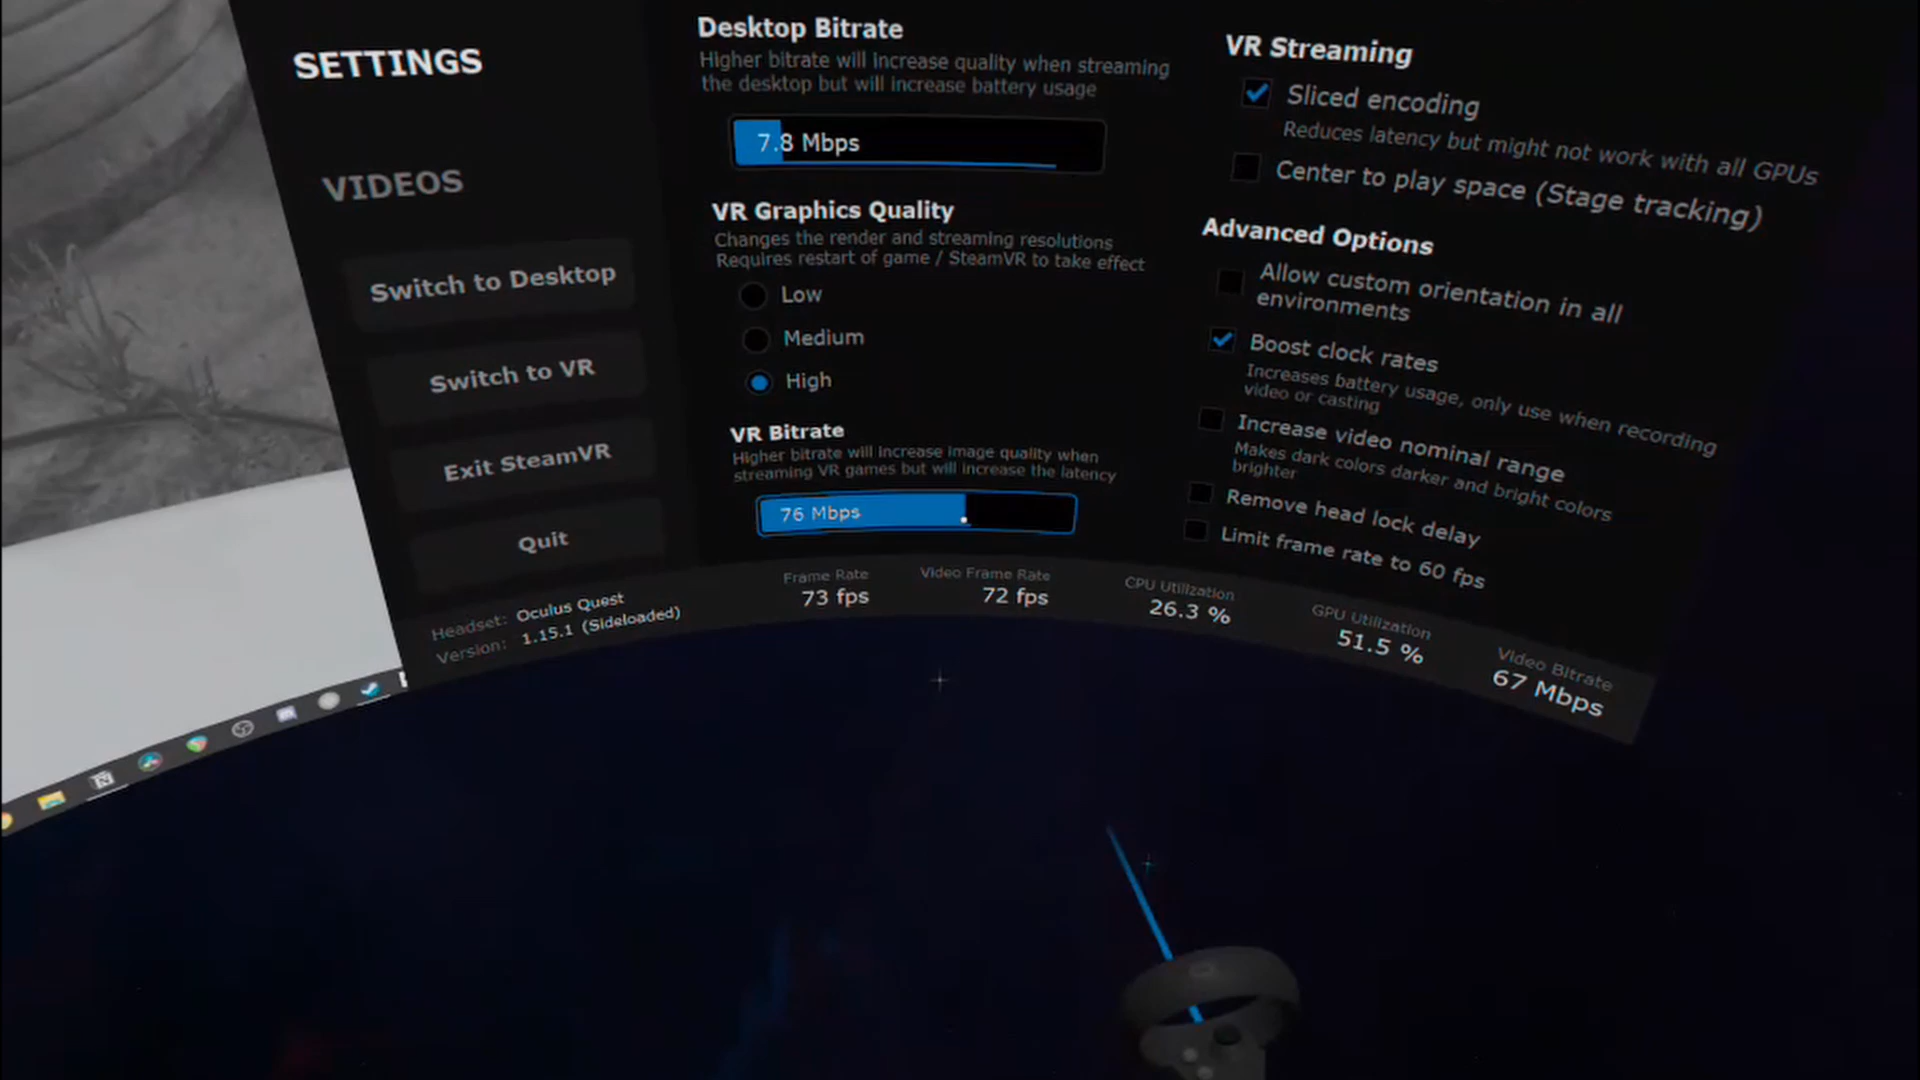 SETTINGS
VIDEOS
Switch to Desktop
Switch to VR
Exit SteamVR
Quit
Desktop Bitrate
Higher bitrate will increase quality when streaming
the desktop but will increase battery usage
7.8 Mbps
VR Graphics Quality
Changes the render and streaming resolutions
Requires restart of game / SteamVR to take effect
Low
Medium
High
VR Bitrate
Higher bitrate will increase image quality when
streaming VR games but will increase the latency
76 Mbps
VR Streaming
Sliced encoding
Reduces latency but might not work with all GPUs
Center to play space (Stage tracking)
Advanced Options
Allow custom orientation in all
environments
Boost clock rates
Increases battery usage, only use when recording
video or casting
Increase video nominal range
Makes dark colors darker and bright colors
brighter
Remove head lock delay
Limit frame rate to 60 fps
Headset: Oculus Quest
Version: 1.15.1 (Sideloaded)
Frame Rate
73 fps
Video Frame Rate
72 fps
CPU Utilization
26.3 %
GPU Utilization
51.5 %
Video Bitrate
67 Mbps